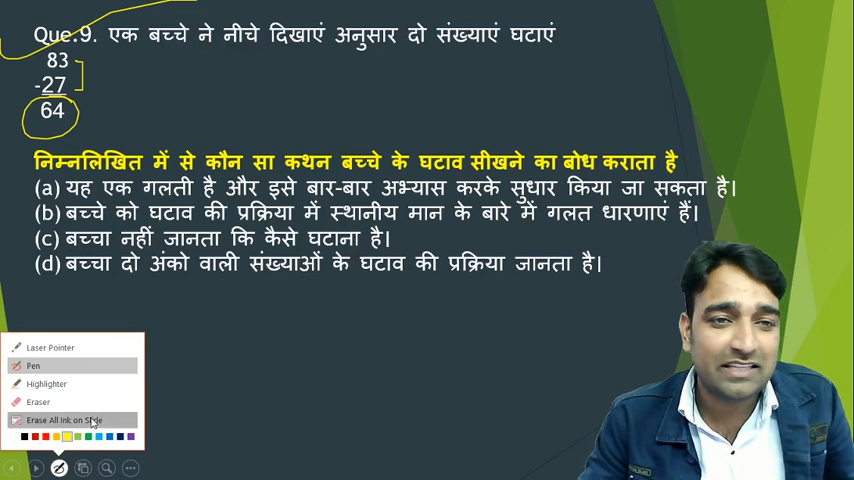 Que.9. एक बच्चे ने नीचे दिखाएं अनुसार दो संख्याएं घटाएं
83
-27
64
निम्नलिखित में से कौन सा कथन बच्चे के घटाव सीखने का बोध कराता है
(a) यह एक गलती है और इसे बार-बार अभ्यास करके सुधार किया जा सकता है।
(b) बच्चे को घटाव की प्रक्रिया में स्थानीय मान के बारे में गलत धारणाएं हैं।
(c) बच्चा नहीं जानता कि कैसे घटाना है।
(d) बच्चा दो अंको वाली संख्याओं के घटाव की प्रक्रिया जानता है।
Laser Pointer
Pen
Highlighter
Eraser
Erase All Ink on Slide